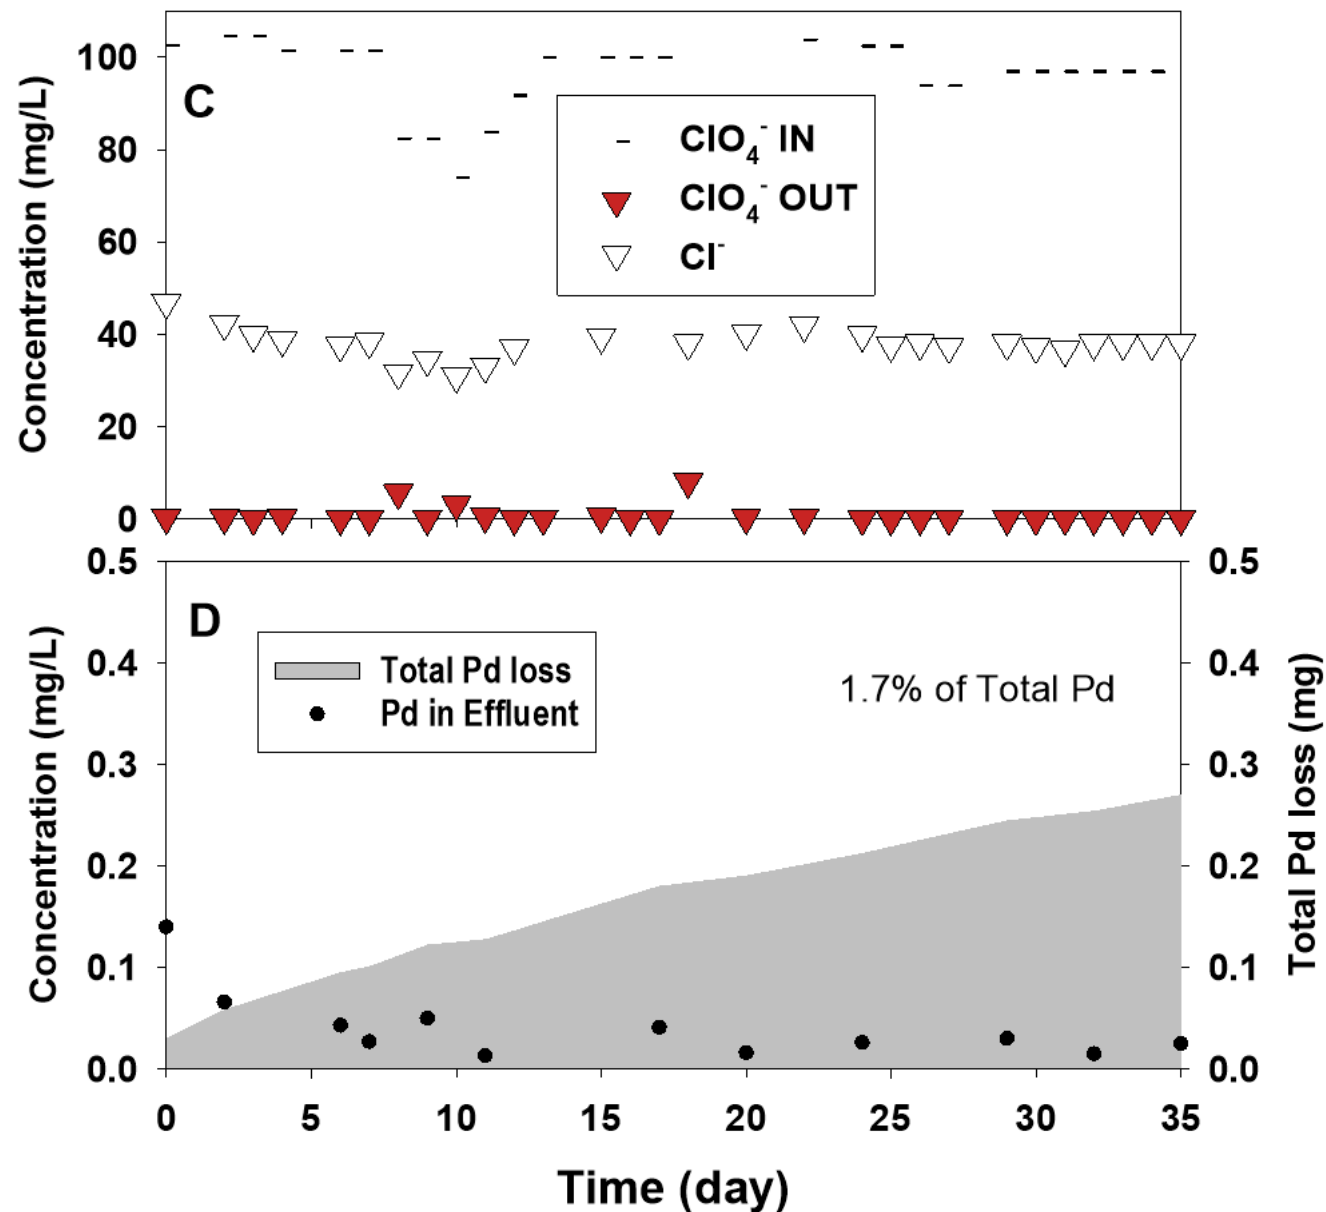 C
Concentration (mg/L)
100
80
60
40
20
0
ClO₄⁻ IN
ClO₄⁻ OUT
Cl⁻
D
Concentration (mg/L)
0.5
0.4
0.3
0.2
0.1
0.0
Total Pd loss
Pd in Effluent
1.7% of Total Pd
0.5
0.4
0.3
0.2
0.1
0.0
Total Pd loss (mg)
0 5 10 15 20 25 30 35
Time (day)